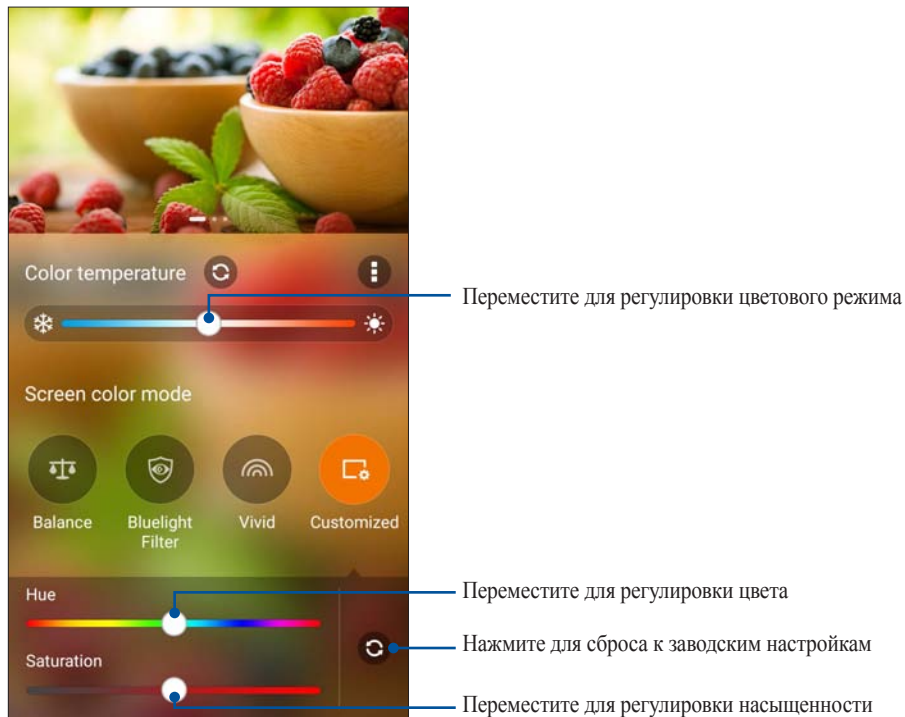 Color temperature
Переместите для регулировки цветового режима
Screen color mode
Balance
Bluelight
Filter
Vivid
Customized
Hue
Переместите для регулировки цвета
Нажмите для сброса к заводским настройкам
Saturation
Переместите для регулировки насыщенности